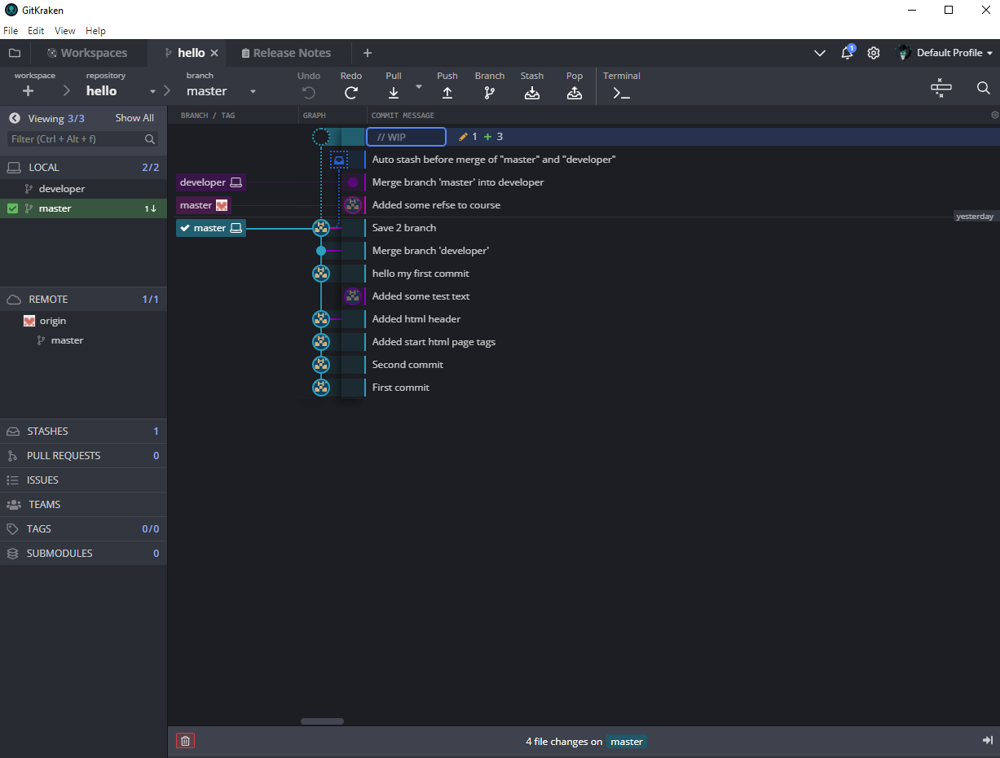 GitKraken
File Edit View Help
Workspaces hello Release Notes + 1 Default Profile
workspace repository branch Undo Redo Pull Push Branch Stash Pop Terminal
hello master
Viewing 3/3 Show All
Filter (Ctrl + Alt + f)
LOCAL 2/2
developer
master 1↓
REMOTE 1/1
origin
master
STASHES 1
PULL REQUESTS 0
ISSUES
TEAMS
TAGS 0/0
SUBMODULES 0
BRANCH / TAG GRAPH COMMIT MESSAGE
// WIP 1 + 3
Auto stash before merge of "master" and "developer"
developer Merge branch 'master' into developer
master Added some refse to course
yesterday
master Save 2 branch
Merge branch 'developer'
hello my first commit
Added some test text
Added html header
Added start html page tags
Second commit
First commit
4 file changes on master